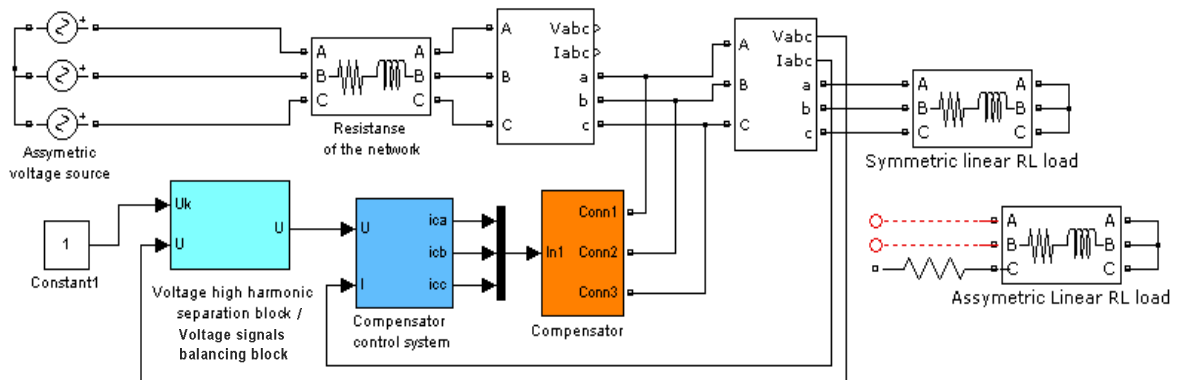 A
B
C
A
B
C
Resistanse
of the network
A
B
C
Vabc
Iabc
a
b
c
A
B
C
Vabc
Iabc
a
b
c
A
B
C
A
B
C
Symmetric linear RL load
Assymetric
voltage source
1
Constant1
Uk
U
U
Voltage high harmonic
separation block /
Voltage signals
balancing block
U
I
ica
icb
icc
Compensator
control system
In1
Conn1
Conn2
Conn3
Compensator
A
B
C
A
B
C
Assymetric Linear RL load